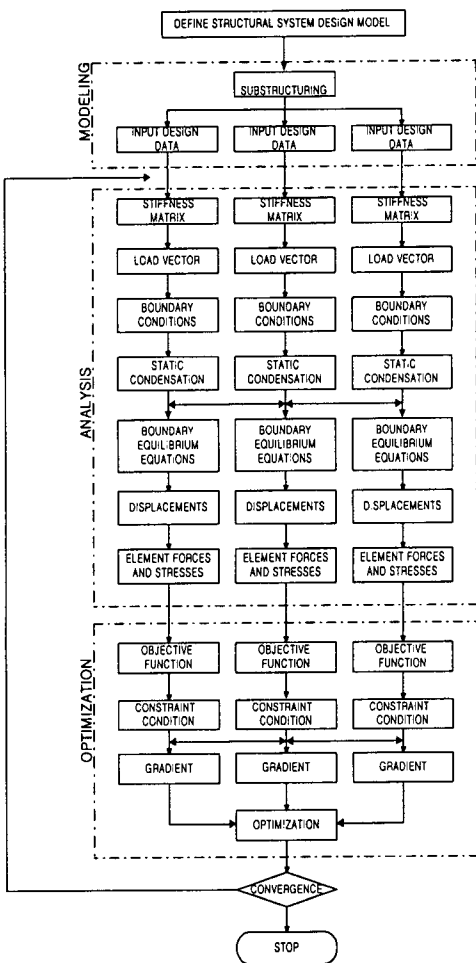 DEFINE STRUCTURAL SYSTEM DESIGN MODEL
MODELING
SUBSTRUCTURING
INPUT DESIGN
DATA
INPUT DESIGN
DATA
INPUT DESIGN
DATA
ANALYSIS
STIFFNESS
MATRIX
STIFFNESS
MATRIX
STIFFNESS
MATRIX
LOAD VECTOR
LOAD VECTOR
LOAD VECTOR
BOUNDARY
CONDITIONS
BOUNDARY
CONDITIONS
BOUNDARY
CONDITIONS
STATIC
CONDENSATION
STATIC
CONDENSATION
STATIC
CONDENSATION
BOUNDARY
EQUILIBRIUM
EQUATIONS
BOUNDARY
EQUILIBRIUM
EQUATIONS
BOUNDARY
EQUILIBRIUM
EQUATIONS
DISPLACEMENTS
DISPLACEMENTS
DISPLACEMENTS
ELEMENT FORCES
AND STRESSES
ELEMENT FORCES
AND STRESSES
ELEMENT FORCES
AND STRESSES
OPTIMIZATION
OBJECTIVE
FUNCTION
OBJECTIVE
FUNCTION
OBJECTIVE
FUNCTION
CONSTRAINT
CONDITION
CONSTRAINT
CONDITION
CONSTRAINT
CONDITION
GRADIENT
GRADIENT
GRADIENT
OPTIMIZATION
CONVERGENCE
STOP